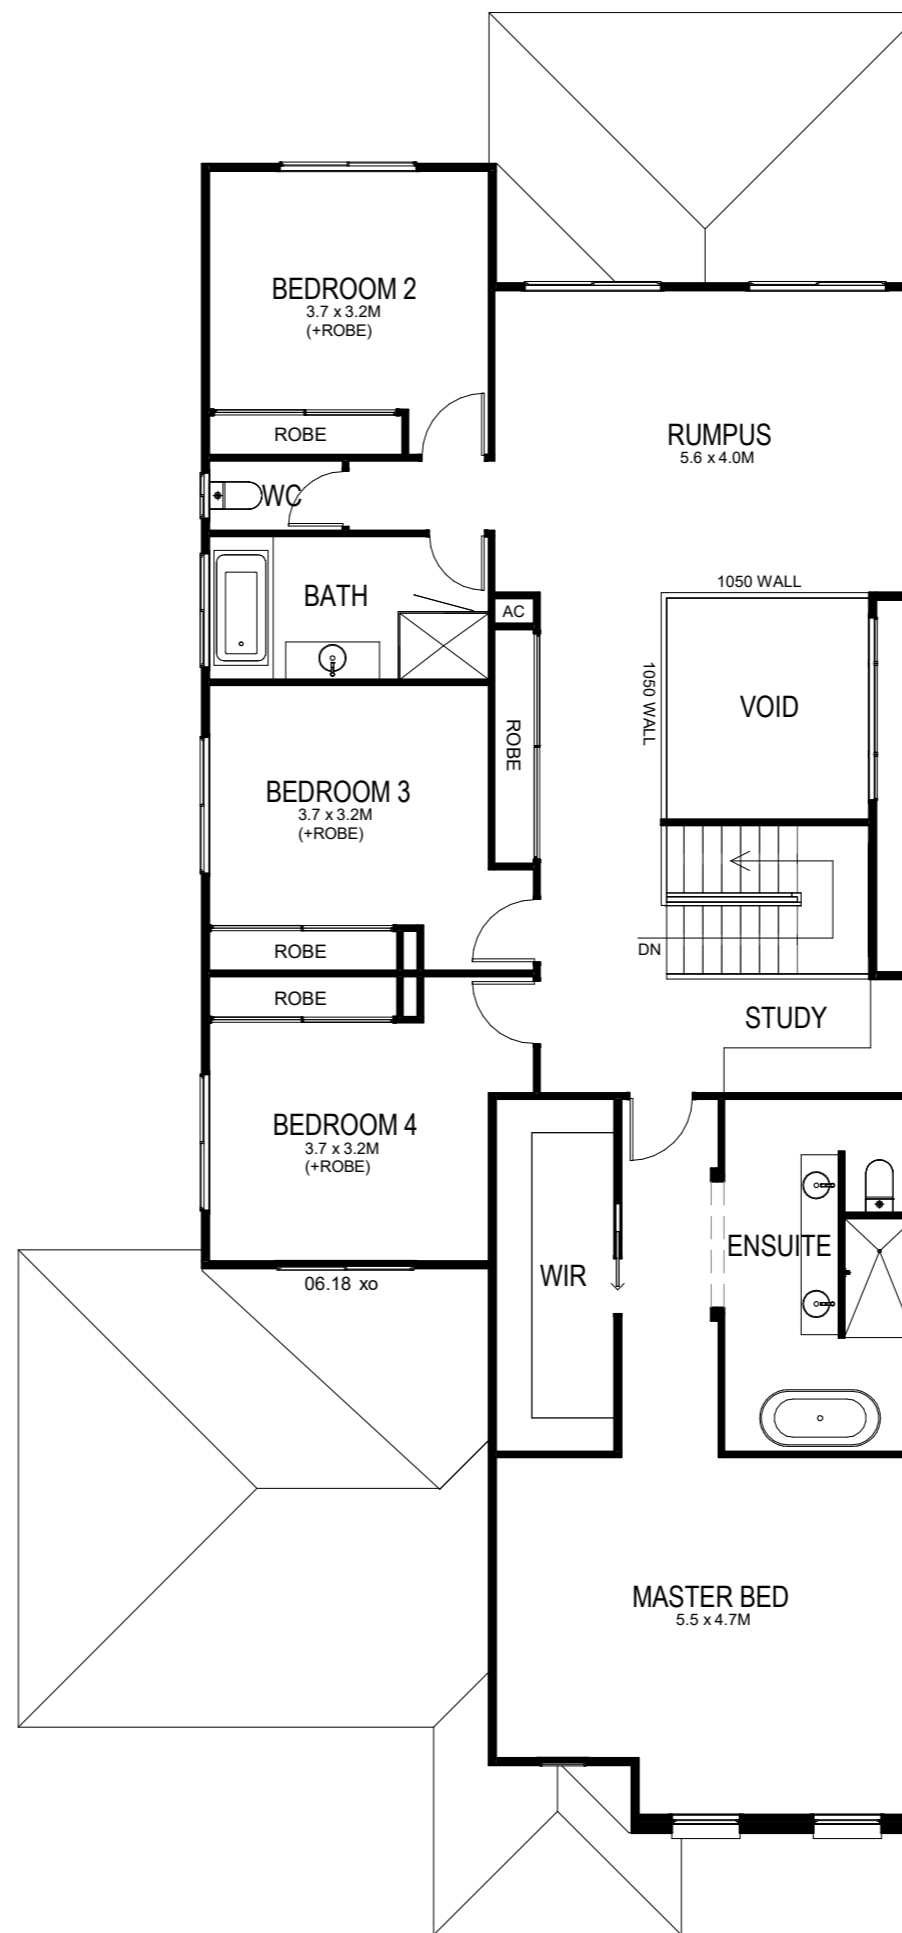 BEDROOM 2
3.7 x 3.2M
(+ROBE)
ROBE
RUMPUS
5.6 x 4.0M
WC
BATH
AC
1050 WALL
1050 WALL
VOID
ROBE
BEDROOM 3
3.7 x 3.2M
(+ROBE)
ROBE
DN
ROBE
STUDY
BEDROOM 4
3.7 x 3.2M
(+ROBE)
ENSUITE
WIR
06.18 xo
MASTER BED
5.5 x 4.7M